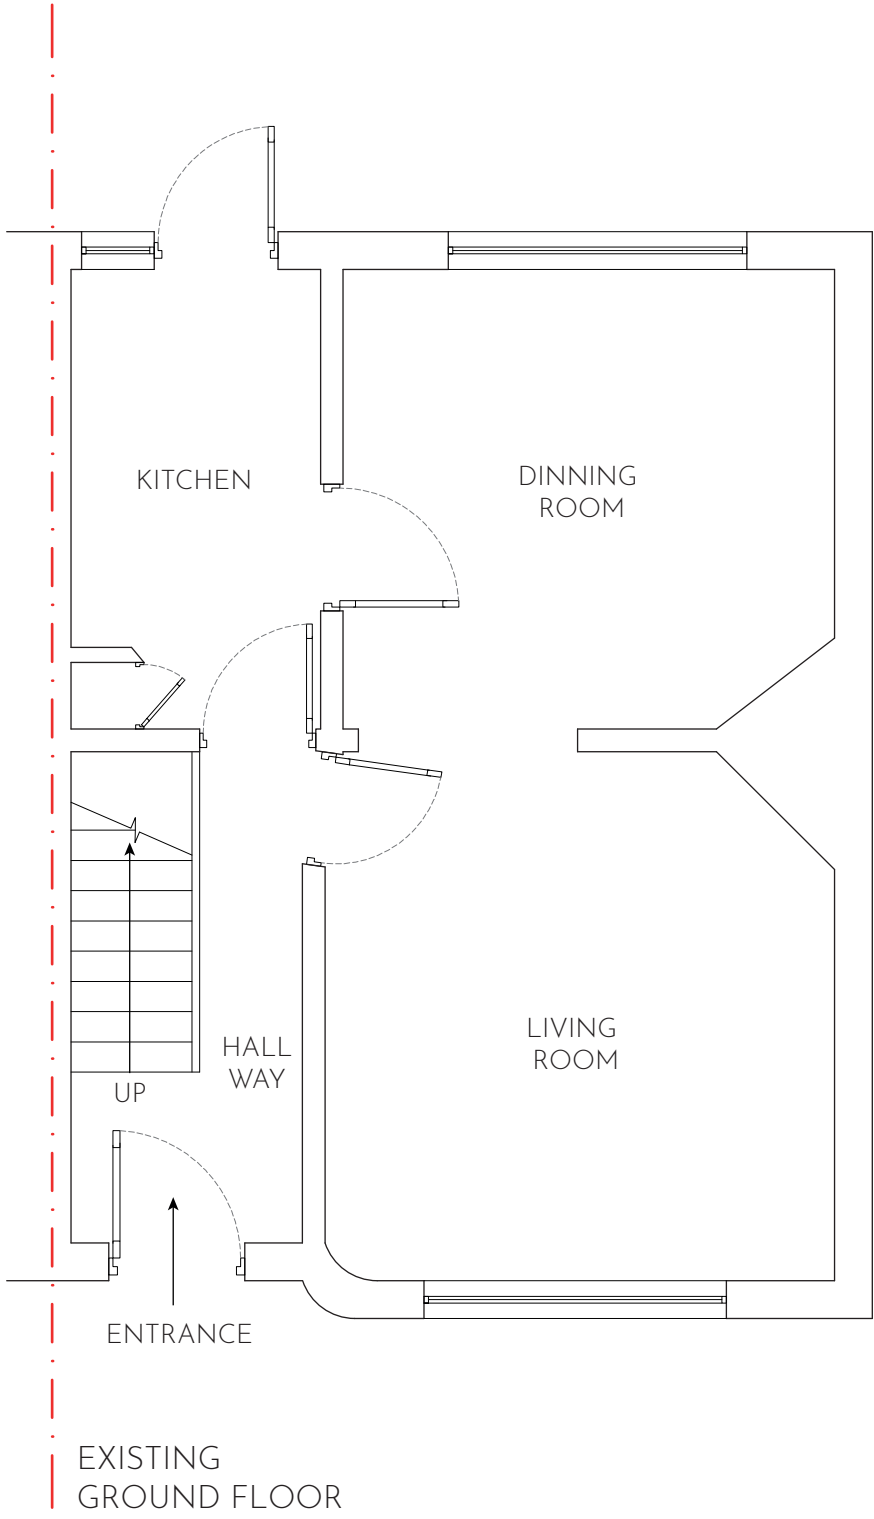 KITCHEN
DINNING
ROOM
LIVING
ROOM
HALL
WAY
UP
ENTRANCE
EXISTING
GROUND FLOOR